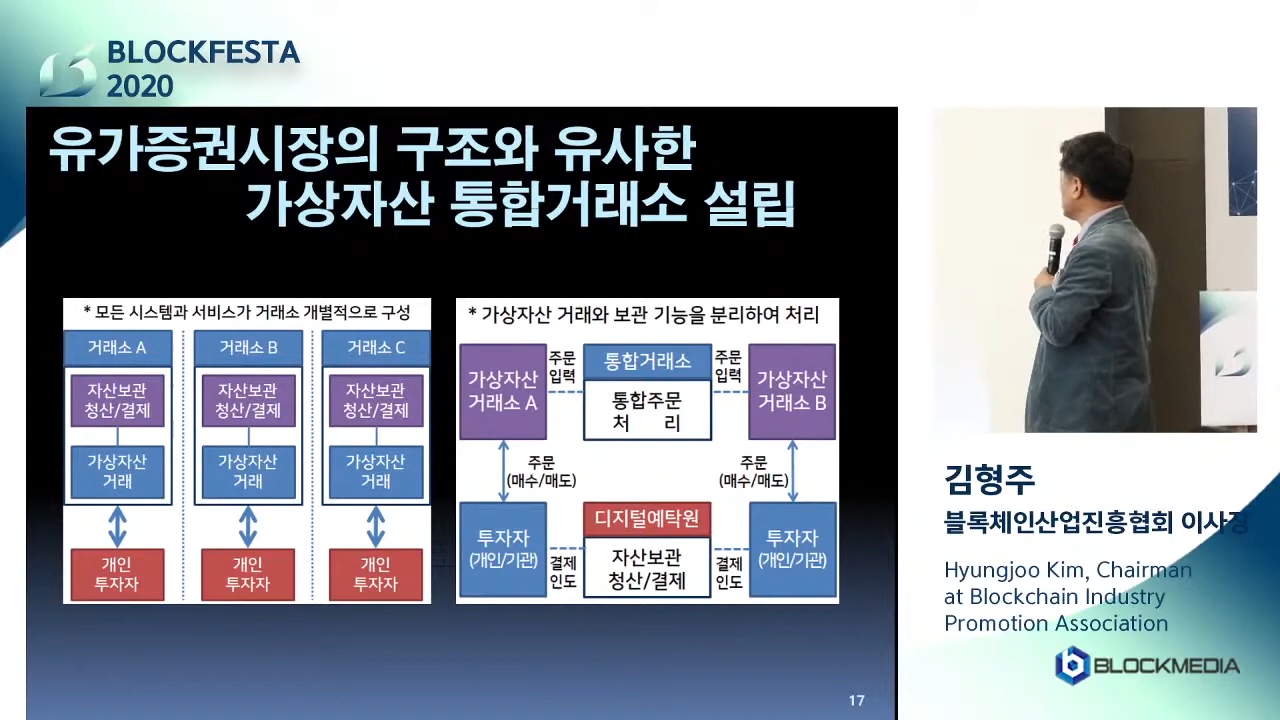 BLOCKFESTA
2020
유가증권시장의 구조와 유사한
가상자산 통합거래소 설립
* 모든 시스템과 서비스가 거래소 개별적으로 구성
거래소 A
자산보관
청산/결제
가상자산
거래
개인
투자자
거래소 B
자산보관
청산/결제
가상자산
거래
개인
투자자
거래소 C
자산보관
청산/결제
가상자산
거래
개인
투자자
* 가상자산 거래와 보관 기능을 분리하여 처리
가상자산
거래소 A
주문
입력
통합거래소
통합주문
처 리
주문
입력
가상자산
거래소 B
주문
(매수/매도)
주문
(매수/매도)
투자자
(개인/기관)
결제
인도
디지털예탁원
자산보관
청산/결제
결제
인도
투자자
(개인/기관)
17
김형주
블록체인산업진흥협회 이사장
Hyungjoo Kim, Chairman
at Blockchain Industry
Promotion Association
BLOCKMEDIA